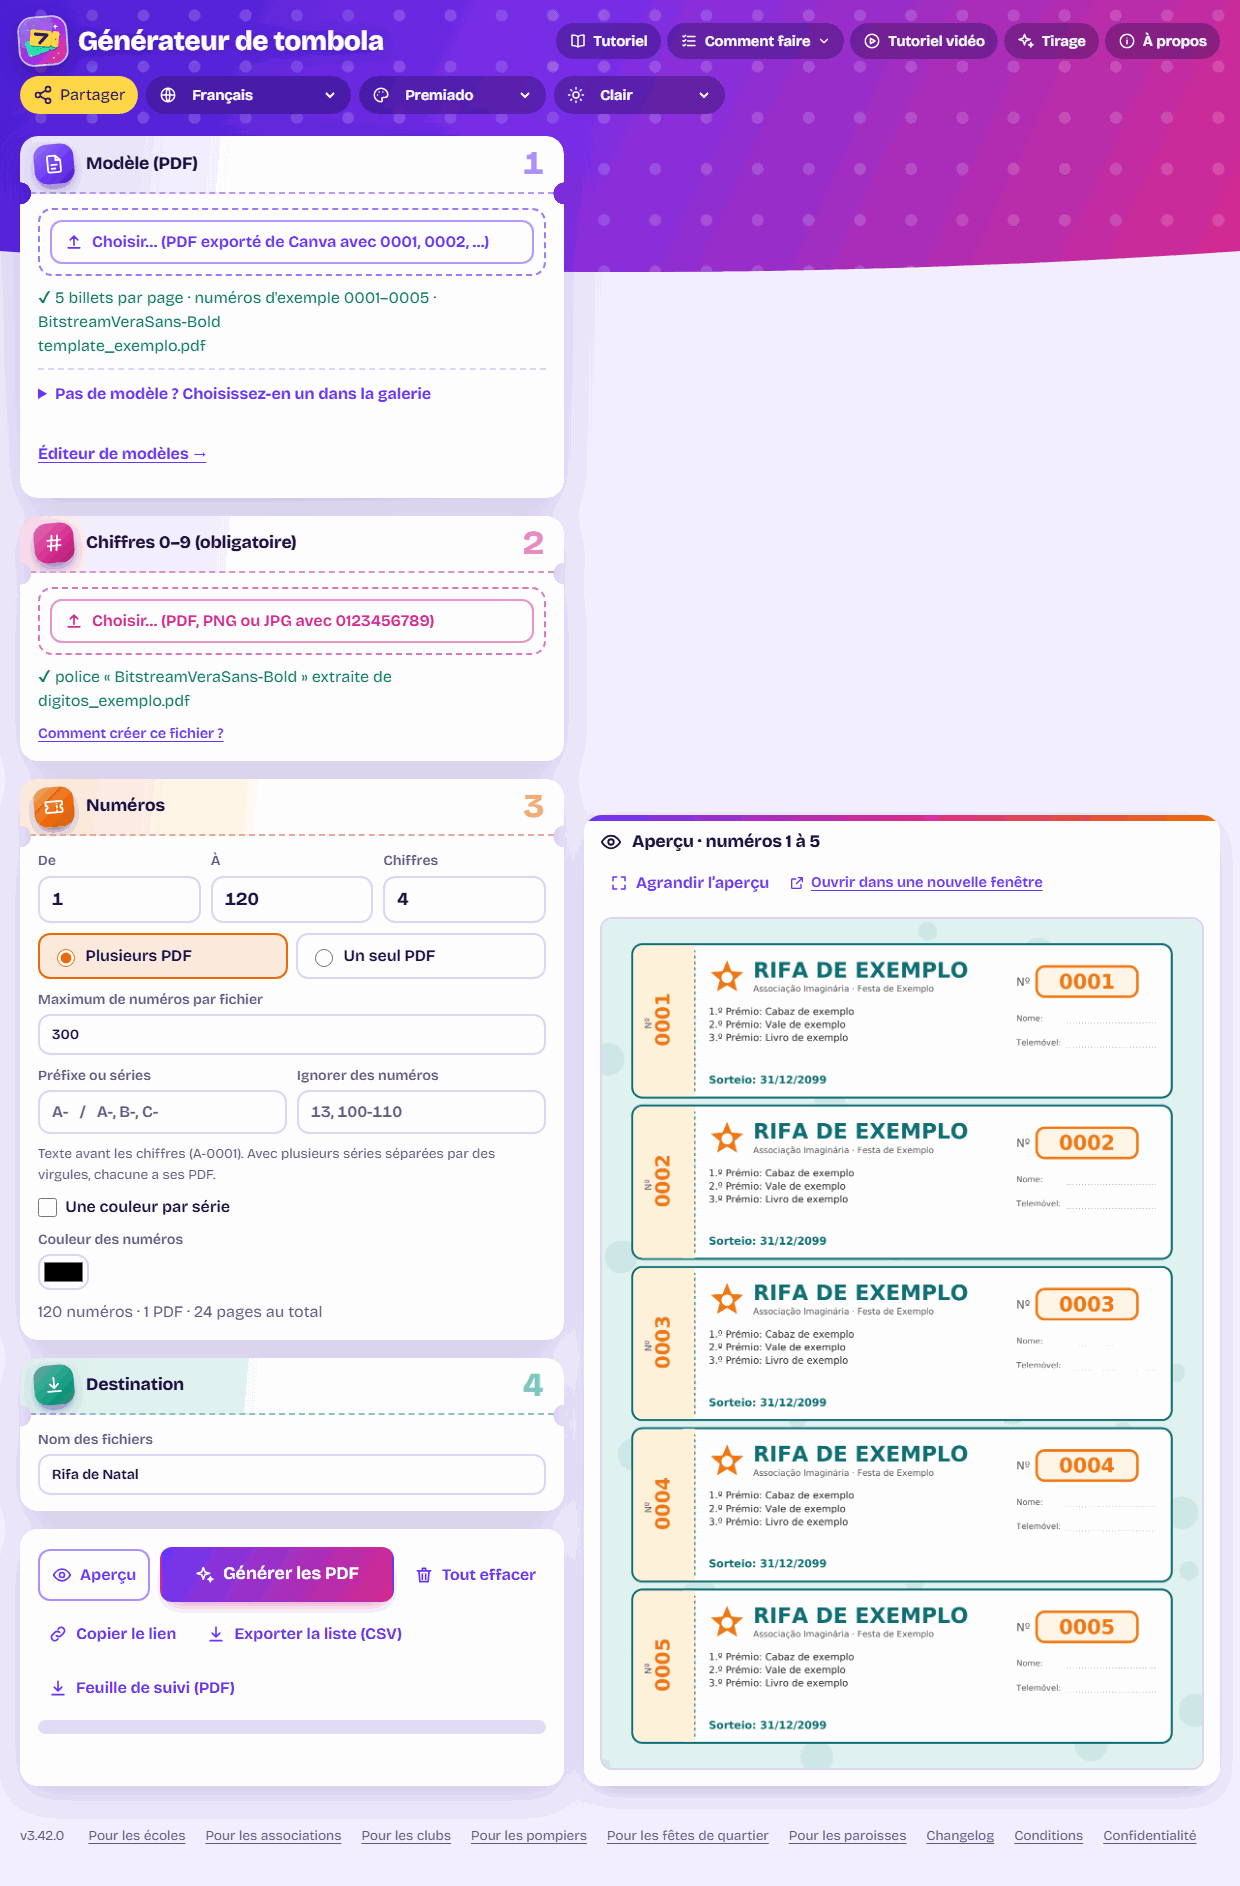 Générateur de tombola
Tutoriel
Comment faire
Tutoriel vidéo
Tirage
À propos
Partager
Français
Premiado
Clair
Modèle (PDF)
1
Choisir... (PDF exporté de Canva avec 0001, 0002, ...)
✓ 5 billets par page · numéros d'exemple 0001–0005 ·
BitstreamVeraSans-Bold
template_exemplo.pdf
Pas de modèle ? Choisissez-en un dans la galerie
Éditeur de modèles →
Chiffres 0–9 (obligatoire)
2
Choisir... (PDF, PNG ou JPG avec 0123456789)
✓ police « BitstreamVeraSans-Bold » extraite de
digitos_exemplo.pdf
Comment créer ce fichier ?
Numéros
3
De
À
Chiffres
1
120
4
Plusieurs PDF
Un seul PDF
Maximum de numéros par fichier
300
Préfixe ou séries
Ignorer des numéros
A- / A-, B-, C-
13, 100-110
Texte avant les chiffres (A-0001). Avec plusieurs séries séparées par des
virgules, chacune a ses PDF.
Une couleur par série
Couleur des numéros
120 numéros · 1 PDF · 24 pages au total
Destination
4
Nom des fichiers
Rifa de Natal
Aperçu
Générer les PDF
Tout effacer
Copier le lien
Exporter la liste (CSV)
Feuille de suivi (PDF)
Aperçu · numéros 1 à 5
Agrandir l'aperçu
Ouvrir dans une nouvelle fenêtre
Nº 0001
RIFA DE EXEMPLO
Associação Imaginária · Festa de Exemplo
1.º Prémio: Cabaz de exemplo
2.º Prémio: Vale de exemplo
3.º Prémio: Livro de exemplo
Sorteio: 31/12/2099
Nº 0001
Nome:
Telemóvel:
Nº 0002
RIFA DE EXEMPLO
Associação Imaginária · Festa de Exemplo
1.º Prémio: Cabaz de exemplo
2.º Prémio: Vale de exemplo
3.º Prémio: Livro de exemplo
Sorteio: 31/12/2099
Nº 0002
Nome:
Telemóvel:
Nº 0003
RIFA DE EXEMPLO
Associação Imaginária · Festa de Exemplo
1.º Prémio: Cabaz de exemplo
2.º Prémio: Vale de exemplo
3.º Prémio: Livro de exemplo
Sorteio: 31/12/2099
Nº 0003
Nome:
Telemóvel:
Nº 0004
RIFA DE EXEMPLO
Associação Imaginária · Festa de Exemplo
1.º Prémio: Cabaz de exemplo
2.º Prémio: Vale de exemplo
3.º Prémio: Livro de exemplo
Sorteio: 31/12/2099
Nº 0004
Nome:
Telemóvel:
Nº 0005
RIFA DE EXEMPLO
Associação Imaginária · Festa de Exemplo
1.º Prémio: Cabaz de exemplo
2.º Prémio: Vale de exemplo
3.º Prémio: Livro de exemplo
Sorteio: 31/12/2099
Nº 0005
Nome:
Telemóvel:
v3.42.0
Pour les écoles
Pour les associations
Pour les clubs
Pour les pompiers
Pour les fêtes de quartier
Pour les paroisses
Changelog
Conditions
Confidentialité